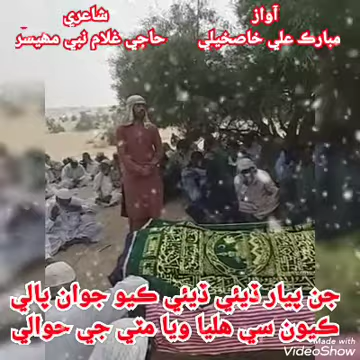 آواز
مبارڪ علي خاصخيلي
شاعري
حاجي غلام نبي مهيسر
جن پيار ڏيئي ڏيئي ڪيو جوان پالي
ڪيون سي هليا ويا مٽي جي حوالي
Made with
VideoShow